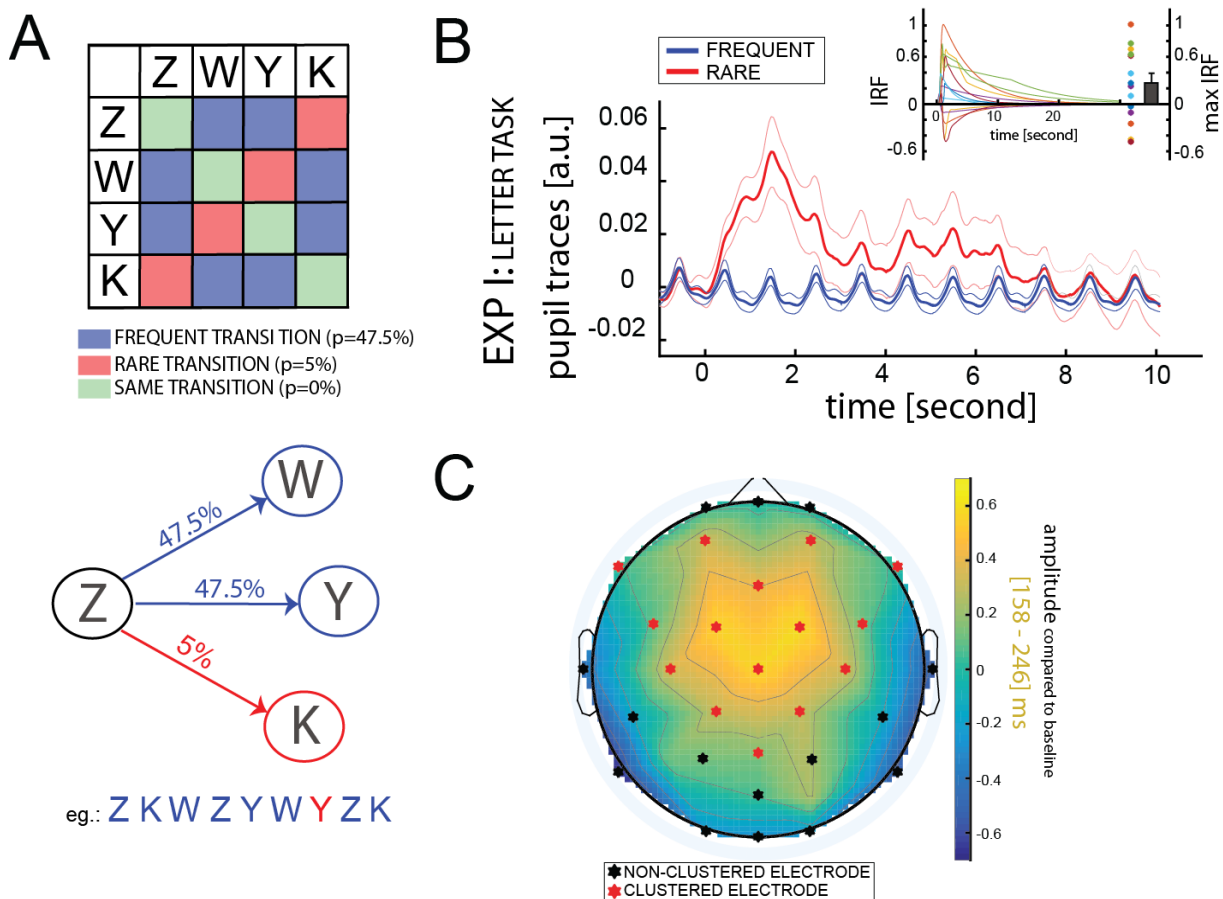 A
Z W Y K
Z
W
Y
K
FREQUENT TRANSITION (p=47.5%)
RARE TRANSITION (p=5%)
SAME TRANSITION (p=0%)
Z
47.5%
W
47.5%
Y
5%
K
eg.: Z K W Z Y W Y Z K
B
FREQUENT
RARE
EXP I: LETTER TASK
pupil traces [a.u.]
0.06
0.04
0.02
0
-0.02
0 2 4 6 8 10
time [second]
IRF
1
0.6
0
-0.6
0 10 20
time [second]
1
0.6
0
-0.6
max IRF
C
0.6
0.4
0.2
0
-0.2
-0.4
-0.6
amplitude compared to baseline
[158 - 246] ms
NON-CLUSTERED ELECTRODE
CLUSTERED ELECTRODE